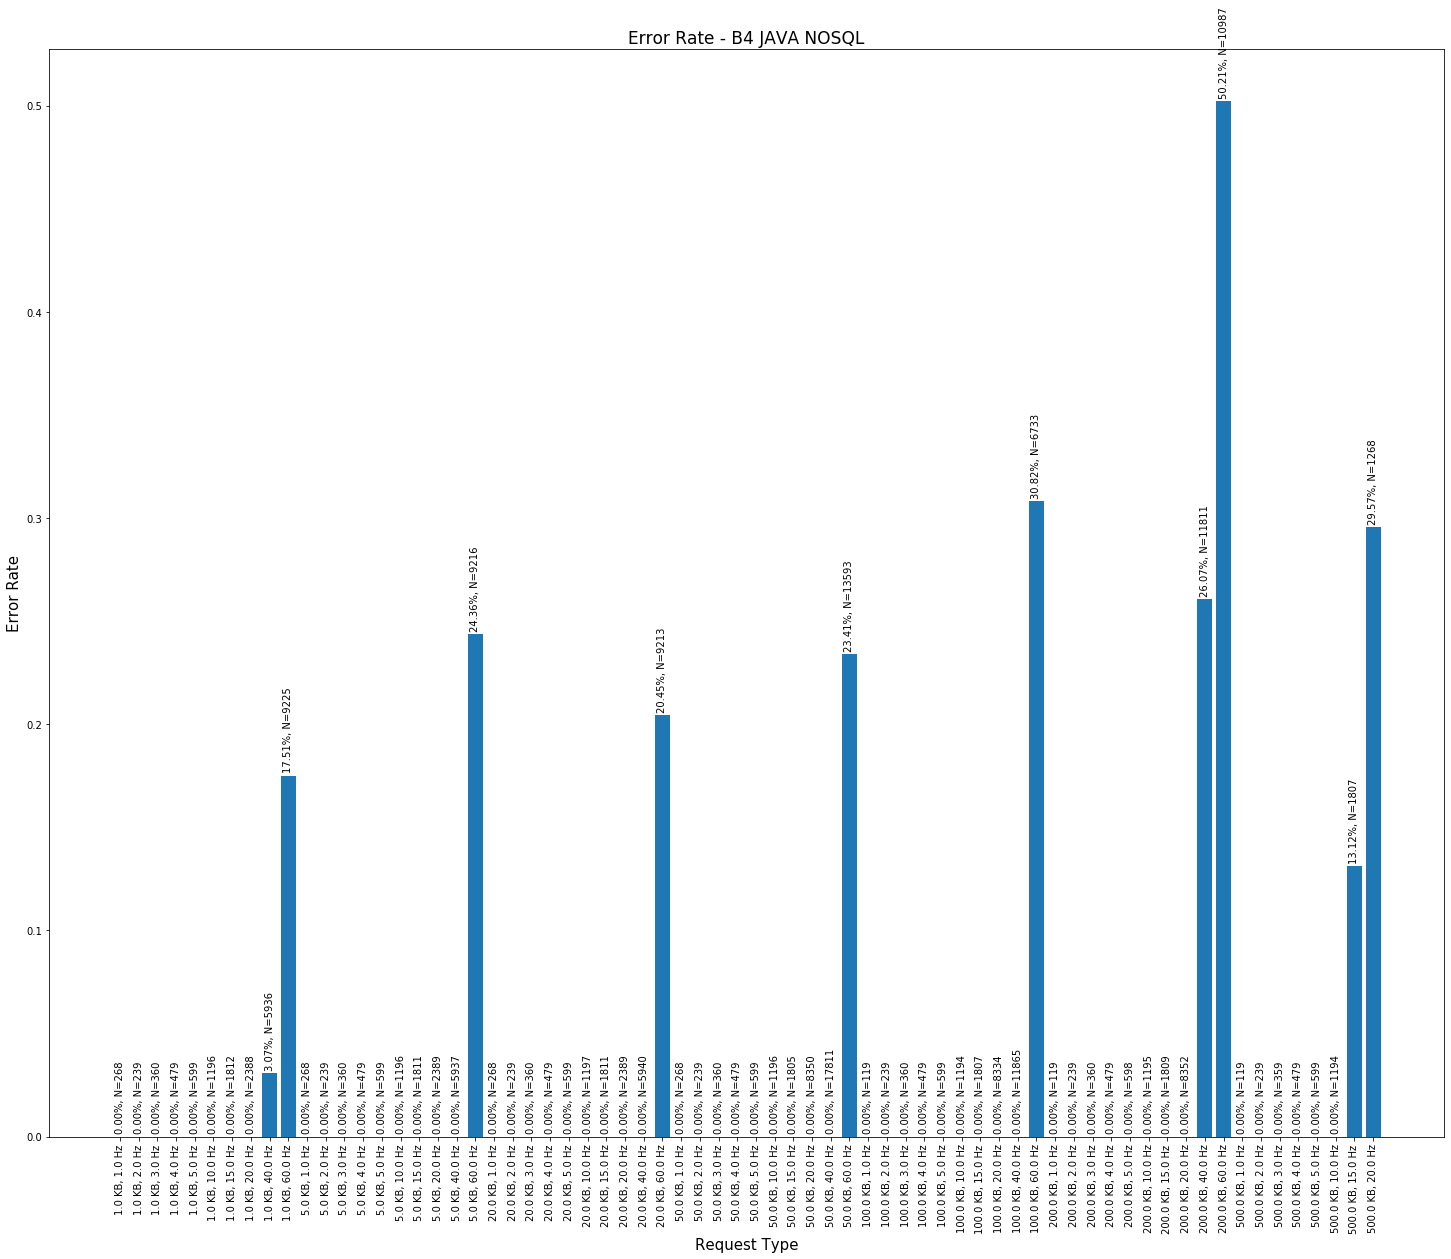 Error Rate - B4 JAVA NOSQL
Error Rate
0.5
0.4
0.3
0.2
0.1
0.0
0.00%, N=268
0.00%, N=239
0.00%, N=360
0.00%, N=479
0.00%, N=599
0.00%, N=1196
0.00%, N=1812
0.00%, N=2388
3.07%, N=5936
17.51%, N=9225
0.00%, N=268
0.00%, N=239
0.00%, N=360
0.00%, N=479
0.00%, N=599
0.00%, N=1196
0.00%, N=1811
0.00%, N=2389
0.00%, N=5937
24.36%, N=9216
0.00%, N=268
0.00%, N=239
0.00%, N=360
0.00%, N=479
0.00%, N=599
0.00%, N=1197
0.00%, N=1811
0.00%, N=2389
0.00%, N=5940
20.45%, N=9213
0.00%, N=268
0.00%, N=239
0.00%, N=360
0.00%, N=479
0.00%, N=599
0.00%, N=1196
0.00%, N=1805
0.00%, N=8350
0.00%, N=17811
23.41%, N=13593
0.00%, N=119
0.00%, N=239
0.00%, N=360
0.00%, N=479
0.00%, N=599
0.00%, N=1194
0.00%, N=1807
0.00%, N=8334
0.00%, N=11865
30.82%, N=6733
0.00%, N=119
0.00%, N=239
0.00%, N=360
0.00%, N=479
0.00%, N=598
0.00%, N=1195
0.00%, N=1809
0.00%, N=8352
26.07%, N=11811
50.21%, N=10987
0.00%, N=119
0.00%, N=239
0.00%, N=359
0.00%, N=479
0.00%, N=599
0.00%, N=1194
13.12%, N=1807
29.57%, N=1268
1.0 KB, 1.0 Hz
1.0 KB, 2.0 Hz
1.0 KB, 3.0 Hz
1.0 KB, 4.0 Hz
1.0 KB, 5.0 Hz
1.0 KB, 10.0 Hz
1.0 KB, 15.0 Hz
1.0 KB, 20.0 Hz
1.0 KB, 40.0 Hz
1.0 KB, 60.0 Hz
5.0 KB, 1.0 Hz
5.0 KB, 2.0 Hz
5.0 KB, 3.0 Hz
5.0 KB, 4.0 Hz
5.0 KB, 5.0 Hz
5.0 KB, 10.0 Hz
5.0 KB, 15.0 Hz
5.0 KB, 20.0 Hz
5.0 KB, 40.0 Hz
5.0 KB, 60.0 Hz
20.0 KB, 1.0 Hz
20.0 KB, 2.0 Hz
20.0 KB, 3.0 Hz
20.0 KB, 4.0 Hz
20.0 KB, 5.0 Hz
20.0 KB, 10.0 Hz
20.0 KB, 15.0 Hz
20.0 KB, 20.0 Hz
20.0 KB, 40.0 Hz
20.0 KB, 60.0 Hz
50.0 KB, 1.0 Hz
50.0 KB, 2.0 Hz
50.0 KB, 3.0 Hz
50.0 KB, 4.0 Hz
50.0 KB, 5.0 Hz
50.0 KB, 10.0 Hz
50.0 KB, 15.0 Hz
50.0 KB, 20.0 Hz
50.0 KB, 40.0 Hz
50.0 KB, 60.0 Hz
100.0 KB, 1.0 Hz
100.0 KB, 2.0 Hz
100.0 KB, 3.0 Hz
100.0 KB, 4.0 Hz
100.0 KB, 5.0 Hz
100.0 KB, 10.0 Hz
100.0 KB, 15.0 Hz
100.0 KB, 20.0 Hz
100.0 KB, 40.0 Hz
100.0 KB, 60.0 Hz
200.0 KB, 1.0 Hz
200.0 KB, 2.0 Hz
200.0 KB, 3.0 Hz
200.0 KB, 4.0 Hz
200.0 KB, 5.0 Hz
200.0 KB, 10.0 Hz
200.0 KB, 15.0 Hz
200.0 KB, 20.0 Hz
200.0 KB, 40.0 Hz
200.0 KB, 60.0 Hz
500.0 KB, 1.0 Hz
500.0 KB, 2.0 Hz
500.0 KB, 3.0 Hz
500.0 KB, 4.0 Hz
500.0 KB, 5.0 Hz
500.0 KB, 10.0 Hz
500.0 KB, 15.0 Hz
500.0 KB, 20.0 Hz
Request Type